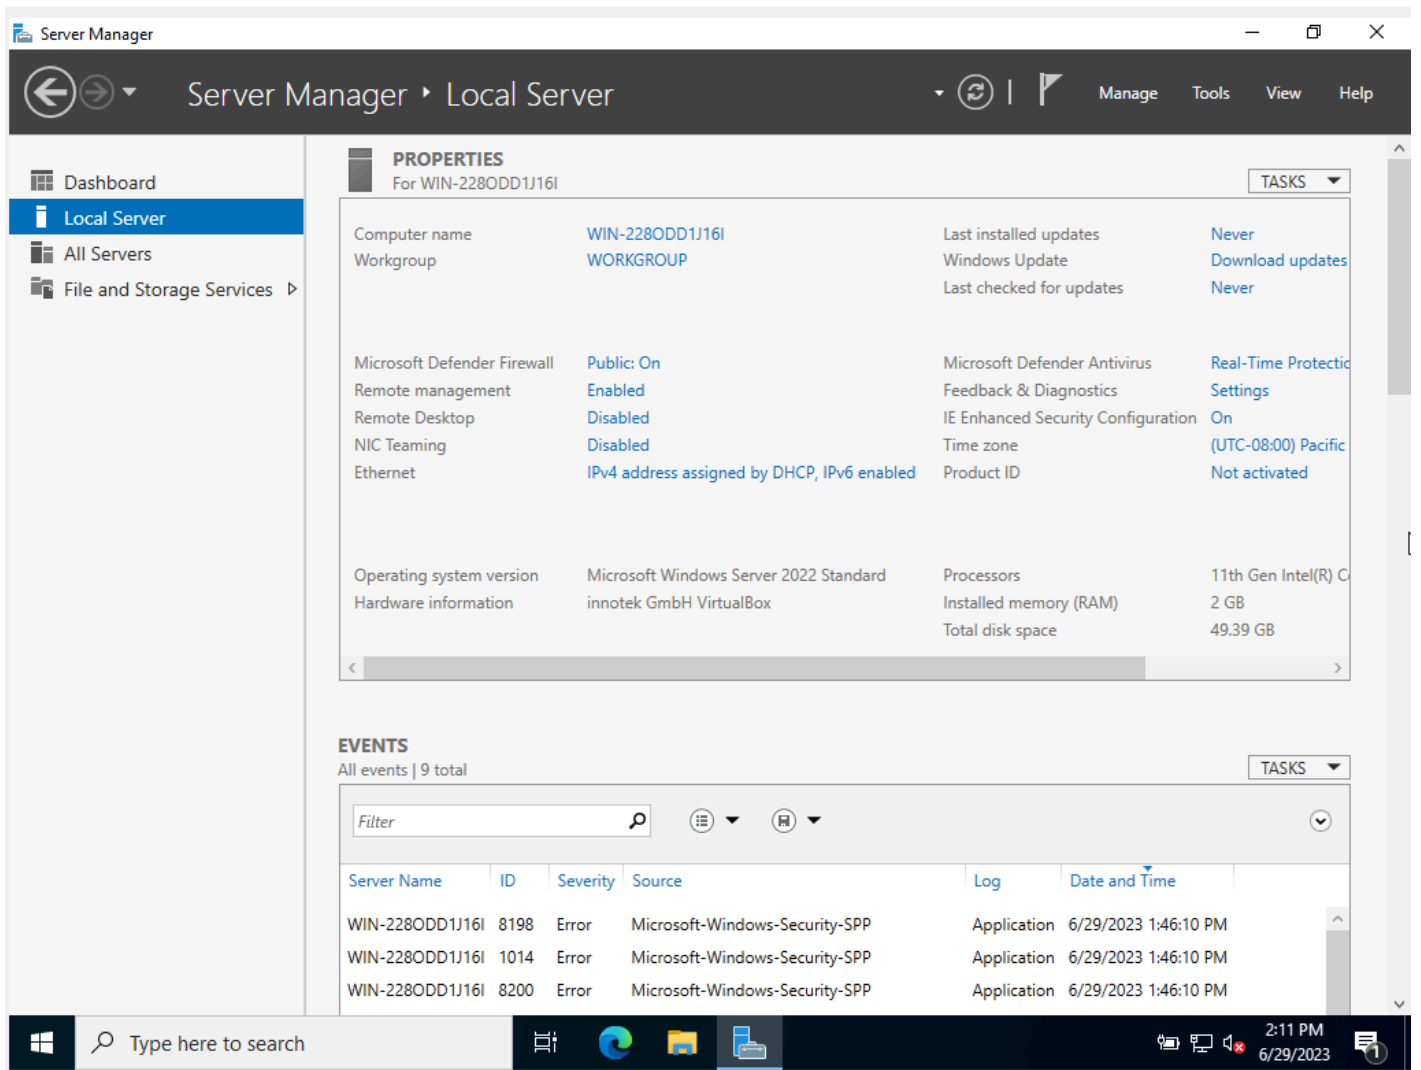 Server Manager
Server Manager ‣ Local Server
Manage Tools View Help
Dashboard
Local Server
All Servers
File and Storage Services
PROPERTIES
For WIN-228ODD1J16I
TASKS
Computer name WIN-228ODD1J16I Last installed updates Never
Workgroup WORKGROUP Windows Update Download updates
Last checked for updates Never
Microsoft Defender Firewall Public: On Microsoft Defender Antivirus Real-Time Protectic
Remote management Enabled Feedback & Diagnostics Settings
Remote Desktop Disabled IE Enhanced Security Configuration On
NIC Teaming Disabled Time zone (UTC-08:00) Pacific
Ethernet IPv4 address assigned by DHCP, IPv6 enabled Product ID Not activated
Operating system version Microsoft Windows Server 2022 Standard Processors 11th Gen Intel(R) C
Hardware information innotek GmbH VirtualBox Installed memory (RAM) 2 GB
Total disk space 49.39 GB
EVENTS
All events | 9 total
TASKS
Filter
Server Name ID Severity Source Log Date and Time
WIN-228ODD1J16I 8198 Error Microsoft-Windows-Security-SPP Application 6/29/2023 1:46:10 PM
WIN-228ODD1J16I 1014 Error Microsoft-Windows-Security-SPP Application 6/29/2023 1:46:10 PM
WIN-228ODD1J16I 8200 Error Microsoft-Windows-Security-SPP Application 6/29/2023 1:46:10 PM
Type here to search
2:11 PM
6/29/2023
1